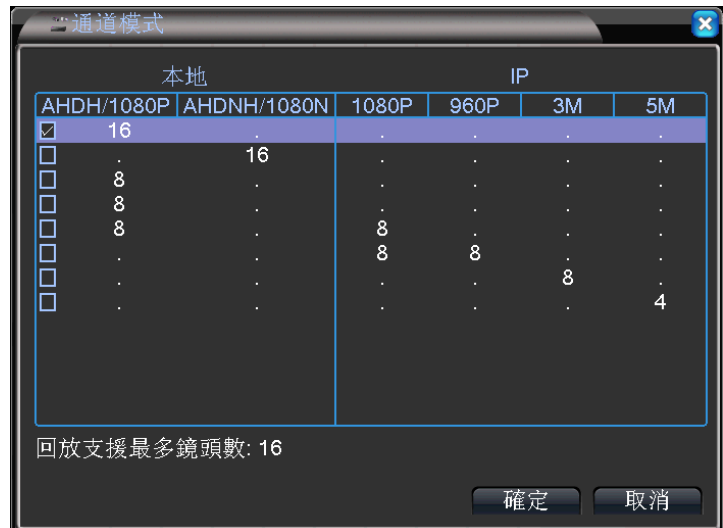 通道模式
本地 IP
AHDH/1080P AHDNH/1080N 1080P 960P 3M 5M
16 . . . . .
. 16 . . . .
8 . . . . .
8 . . . . .
8 . 8 . . .
. . 8 8 . .
. . . . 8 .
. . . . . 4
回放支援最多鏡頭數: 16
確定 取消